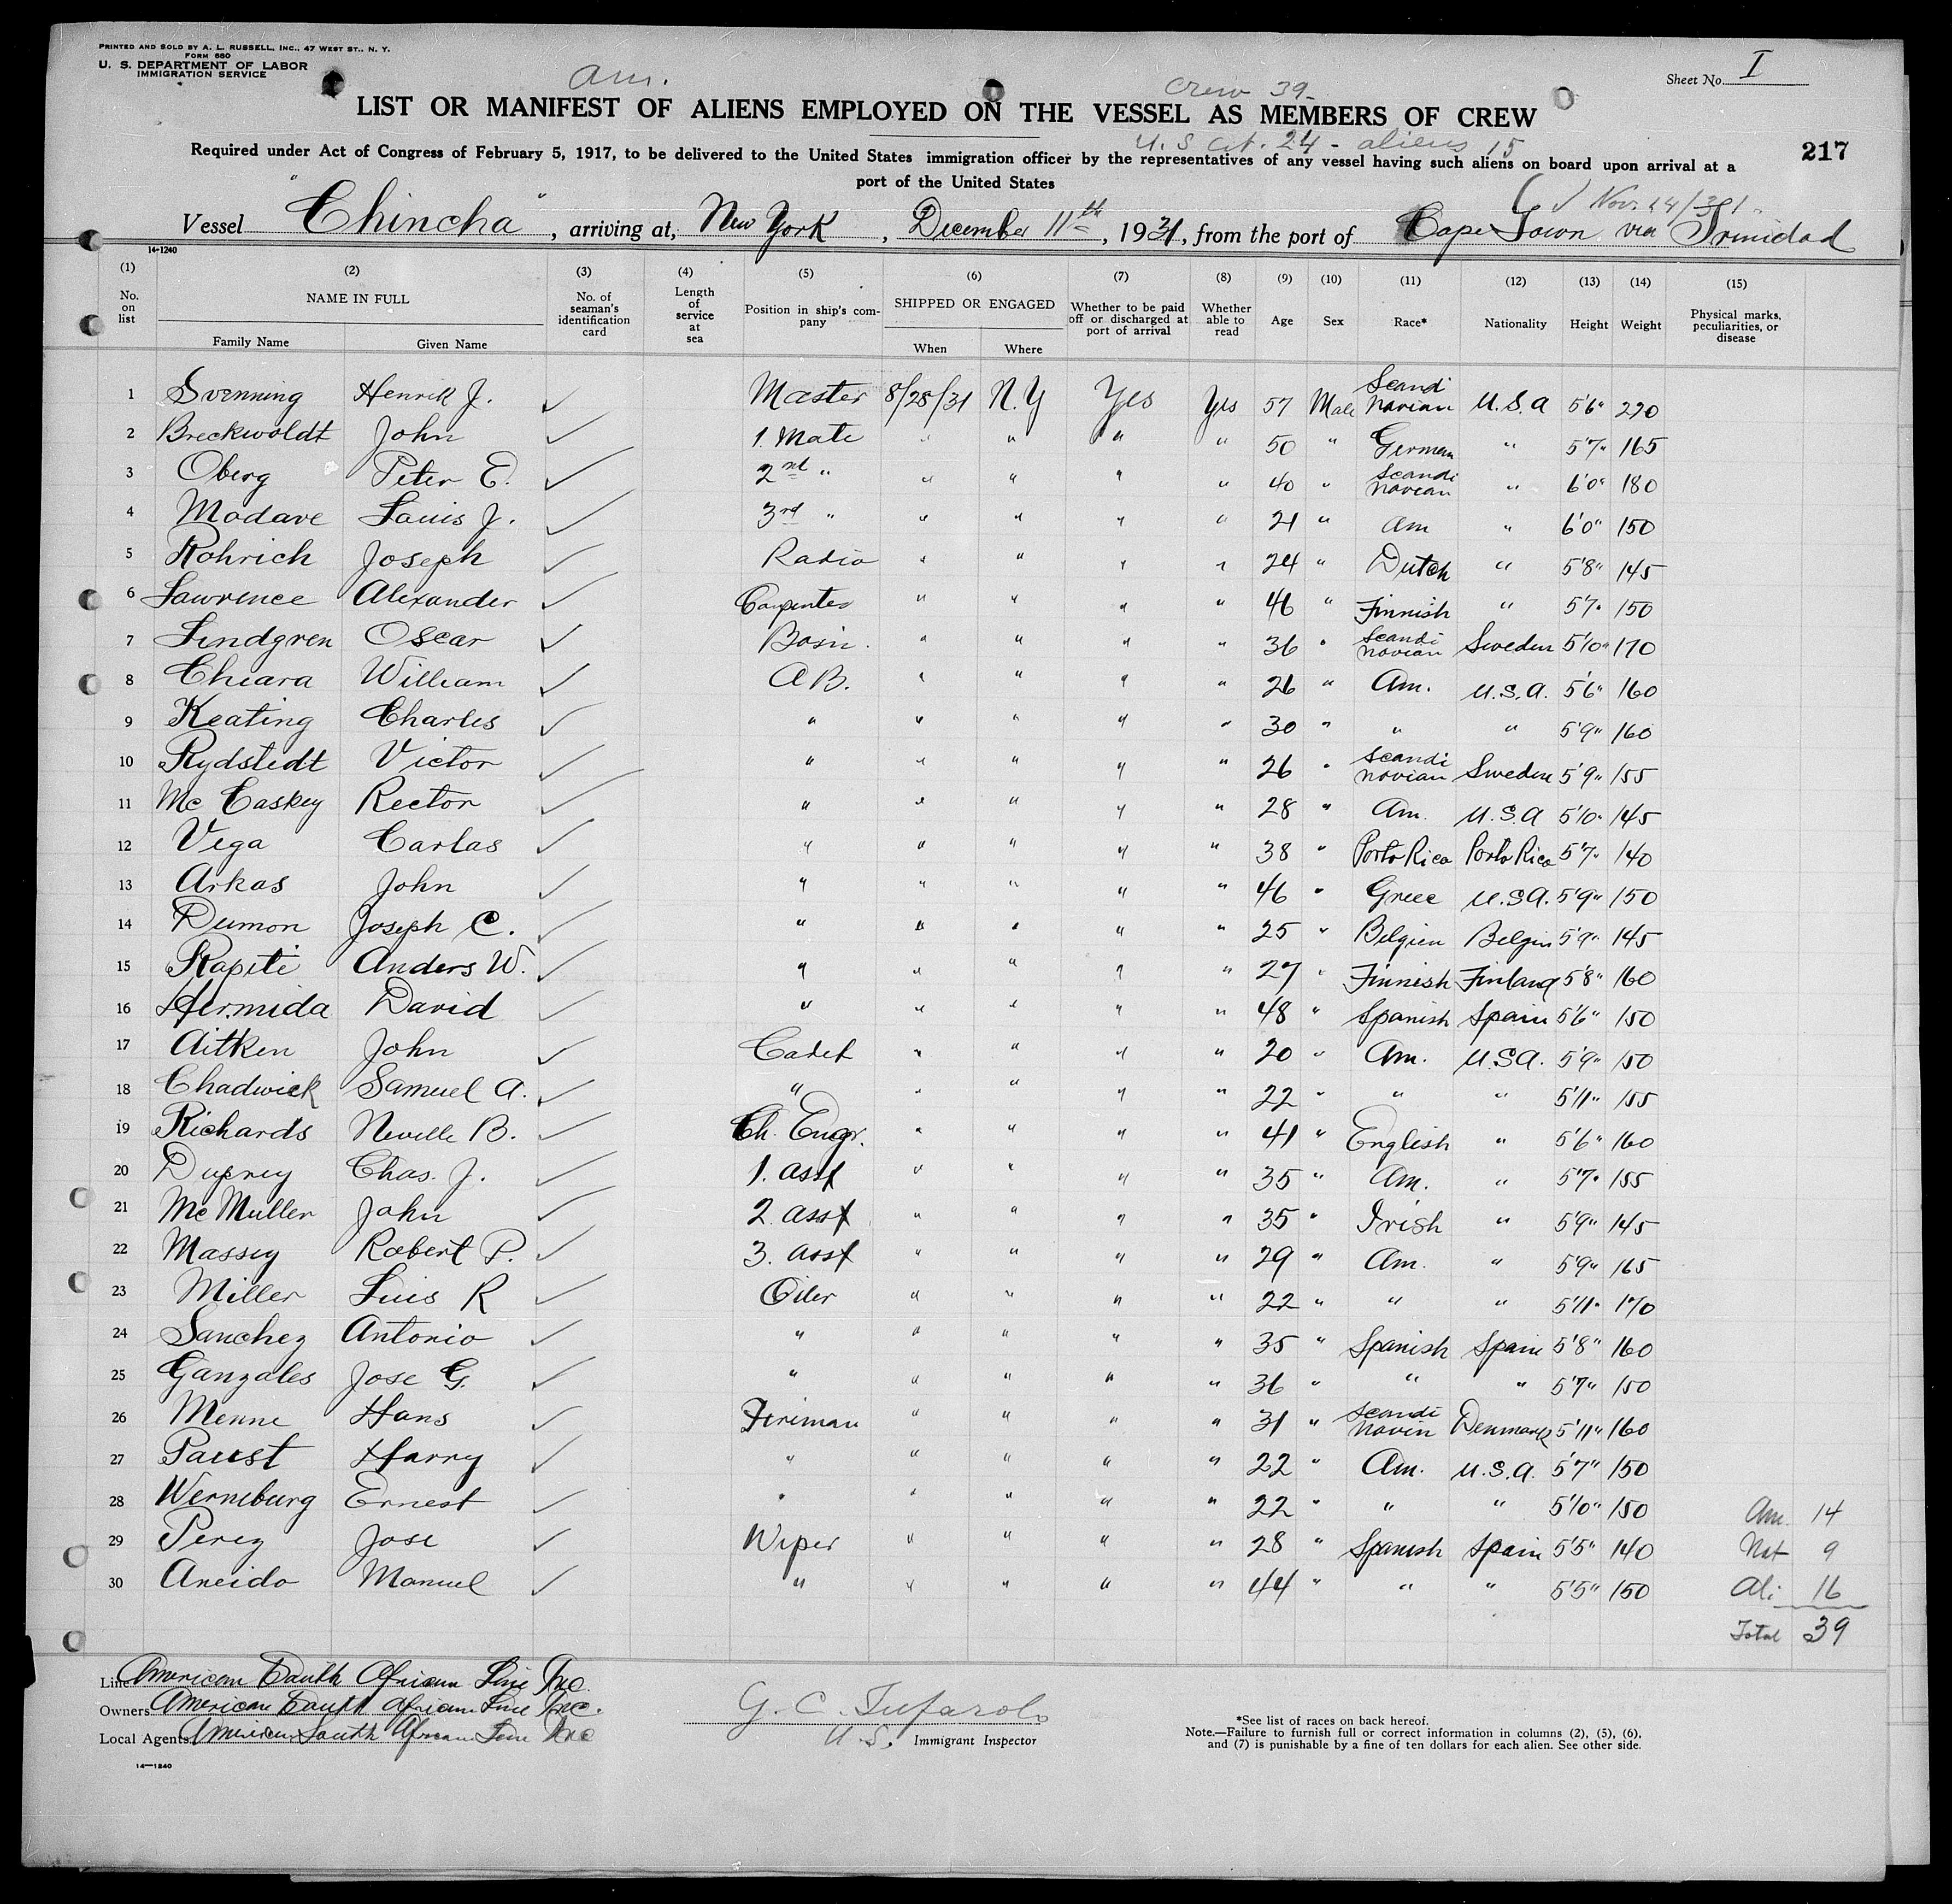 PRINTED AND SOLD BY A. L. RUSSELL, INC., 47 WEST ST., N. Y.
FORM 660
U. S. DEPARTMENT OF LABOR
IMMIGRATION SERVICE
Am.
Crew 39
Sheet No. I
LIST OR MANIFEST OF ALIENS EMPLOYED ON THE VESSEL AS MEMBERS OF CREW
U. S. Cit. 24 - aliens 15
217
Required under Act of Congress of February 5, 1917, to be delivered to the United States immigration officer by the representatives of any vessel having such aliens on board upon arrival at a
port of the United States
Nov. 24/31
Vessel "Chincha", arriving at, New York, December 11th, 1931, from the port of Cape Town via Trinidad
14-1240
(1) (2) (3) (4) (5) (6) (7) (8) (9) (10) (11) (12) (13) (14) (15)
No. on list NAME IN FULL Family Name Given Name No. of seaman's identification card Length of service at sea Position in ship's company SHIPPED OR ENGAGED When Where Whether to be paid off or discharged at port of arrival Whether able to read Age Sex Race* Nationality Height Weight Physical marks, peculiarities, or disease
1 Svenning Henrik J. ✓ Master 8/28/31 N.Y Yes Yes 57 Male Scandinavian U.S.A 5'6" 220
2 Breckwoldt John ✓ 1. Mate " " " " 50 " German " 5'7" 165
3 Oberg Peter E. ✓ 2nd " " " " " 40 " Scandinavian " 6'0" 180
4 Madave Louis J. ✓ 3rd " " " " " 21 " Am " 6'0" 150
5 Rohrich Joseph ✓ Radio " " " " 24 " Dutch " 5'8" 145
6 Lawrence Alexander ✓ Carpenter " " " " 46 " Finnish " 5'7" 150
7 Lindgren Oscar ✓ Bosin. " " " " 36 " Scandinavian Sweden 5'10" 170
8 Chiara William ✓ A B. " " " " 26 " Am. U.S.A. 5'6" 160
9 Keating Charles ✓ " " " " " 30 " " " 5'9" 160
10 Rydstedt Victor ✓ " " " " " 26 " Scandinavian Sweden 5'9" 155
11 Mc Caskey Rector ✓ " " " " " 28 " Am. U.S.A 5'10" 145
12 Vega Carlas ✓ " " " " " 38 " Porto Rico Porto Rico 5'7" 140
13 Arkas John ✓ " " " " " 46 " Greec U.S.A. 5'9" 150
14 Dumon Joseph C. ✓ " " " " " 25 " Belgien Belgin 5'9" 145
15 Rapiti Anders W. ✓ " " " " " 27 " Finnish Finland 5'8" 160
16 Hermida David ✓ " " " " " 48 " Spanish Spain 5'6" 150
17 Aitken John ✓ Cadet " " " " 20 " Am. U.S.A. 5'9" 150
18 Chadwick Samuel A. ✓ " " " " " 22 " " " 5'11" 155
19 Richards Neville B. ✓ Ch. Engr. " " " " 41 " English " 5'6" 160
20 Duprey Chas. J. ✓ 1. asst " " " " 35 " Am. " 5'7" 155
21 Mc Muller John ✓ 2. asst " " " " 35 " Irish " 5'9" 145
22 Massey Robert P. ✓ 3. asst " " " " 29 " Am. " 5'9" 165
23 Miller Luis R ✓ Oiler " " " " 22 " " " 5'11" 170
24 Sanchez Antonio ✓ " " " " " 35 " Spanish Spain 5'8" 160
25 Ganzales Jose G. ✓ " " " " " 36 " " " 5'7" 150
26 Menne Hans ✓ Firiman " " " " 31 " Scandinavin Denmark 5'11" 160
27 Paust Harry ✓ " " " " " 22 " Am. U.S.A. 5'7" 150
28 Werneburg Ernest ✓ " " " " " 22 " " " 5'10" 150
29 Perez Jose ✓ Wiper " " " " 28 " Spanish Spain 5'5" 140
30 Aneido Manuel ✓ " " " " " 44 " " " 5'5" 150
Am. 14
Nat 9
Ali. 16
Total 39
Line American South African Line Inc.
Owners American South African Line Inc.
Local Agents American South African Line Inc
G. C. Tufarolo
U.S. Immigrant Inspector
*See list of races on back hereof.
Note.—Failure to furnish full or correct information in columns (2), (5), (6),
and (7) is punishable by a fine of ten dollars for each alien. See other side.
14-1240